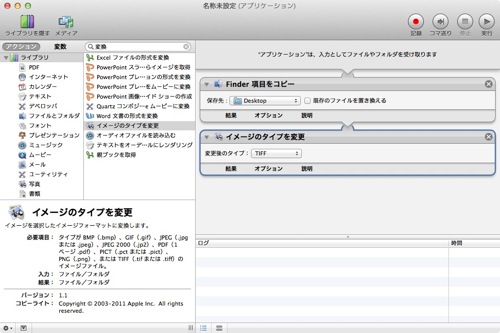 名称未設定 (アプリケーション)
ライブラリを隠す
メディア
記録
コマ送り
停止
実行
アクション
変数
変換
ライブラリ
PDF
インターネット
カレンダー
テキスト
デベロッパ
ファイルとフォルダ
フォント
プレゼンテーション
ミュージック
ムービー
メール
ユーティリティ
写真
書類
Excel ファイルの形式を変換
PowerPoint スラ…らイメージを取得
PowerPoint プレ…ョンの形式を変換
PowerPoint プレ…をムービーに変換
PowerPoint 画像…イド ショーの作成
Quartz コンポジシ…ィムービーに変換
Word 文書の形式を変換
イメージのタイプを変更
オーディオファイルを読み込む
テキストをオーデ…ルにレンダリング
親ブックを取得
"アプリケーション"は、入力としてファイルやフォルダを受け取ります
Finder 項目をコピー
保存先：
Desktop
既存のファイルを置き換える
結果
オプション
説明
イメージのタイプを変更
変更後のタイプ：
TIFF
結果
オプション
説明
イメージのタイプを変更
イメージを選択したイメージフォーマットに変換します。
必要項目： タイプが BMP (.bmp)、GIF (.gif)、JPEG (.jpg
または .jpeg)、JPEG 2000 (.jp2)、PDF（1
ページ .pdf）、PICT (.pct または .pict)、
PNG (.png)、または TIFF (.tif または .tiff) の
イメージファイル。
入力： ファイル／フォルダ
結果： ファイル／フォルダ
バージョン： 1.1
コピーライト： Copyright © 2003–2011 Apple Inc. All rights
reserved.
ログ
時間